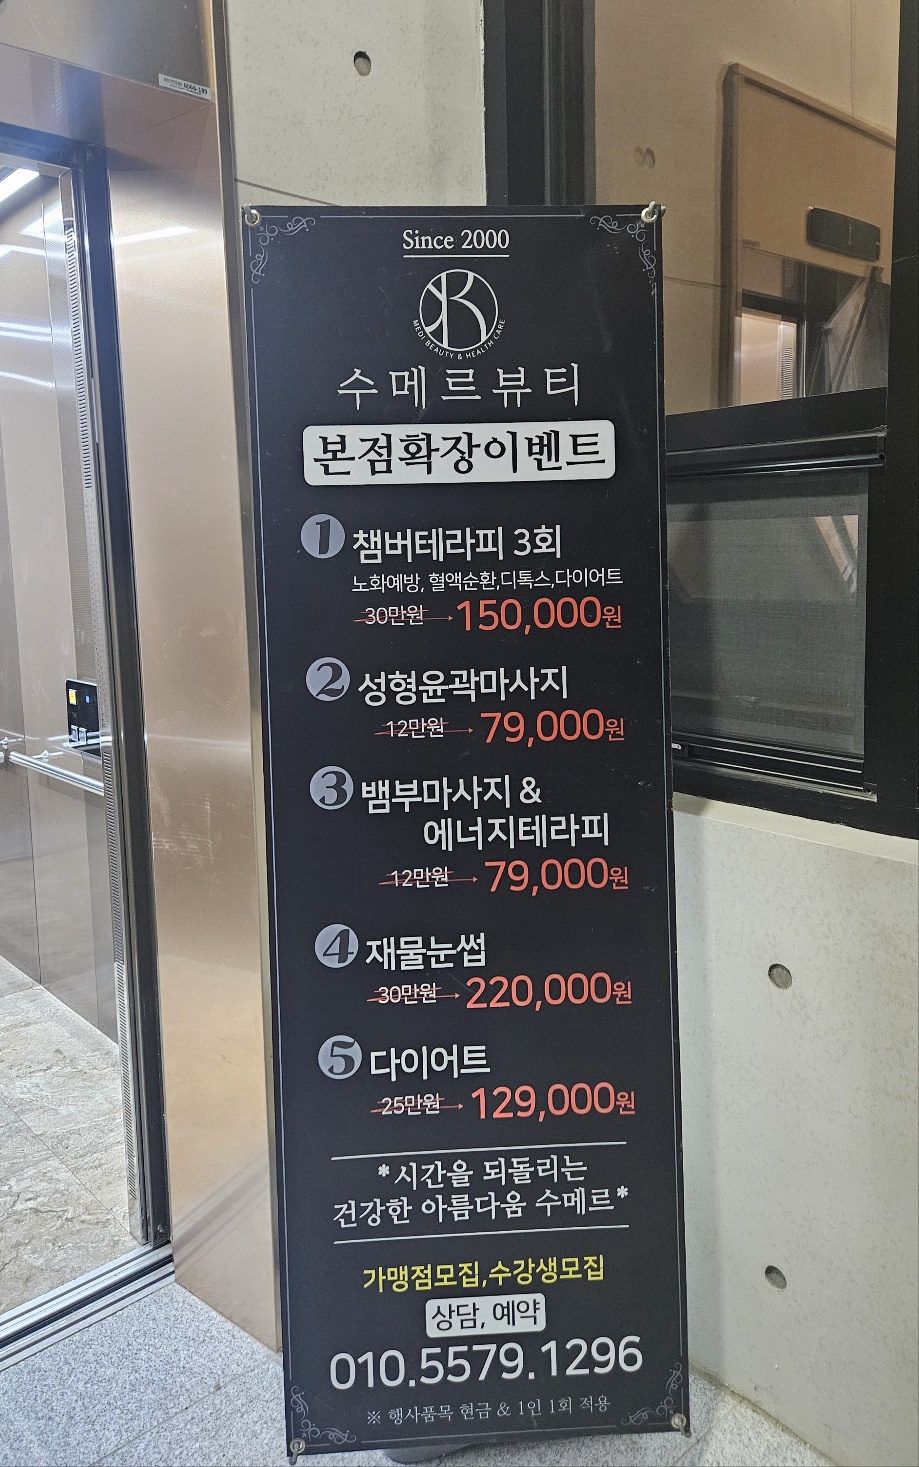 Since 2000
MEDI BEAUTY & HEALTH CARE
수메르뷰티
본점확장이벤트
1 챔버테라피 3회
노화예방, 혈액순환,디톡스,다이어트
30만원 → 150,000원
2 성형윤곽마사지
12만원 → 79,000원
3 뱀부마사지 &
에너지테라피
12만원 → 79,000원
4 재물눈썹
30만원 → 220,000원
5 다이어트
25만원 → 129,000원
*시간을 되돌리는
건강한 아름다움 수메르*
가맹점모집,수강생모집
상담, 예약
010.5579.1296
※ 행사품목 현금 & 1인 1회 적용